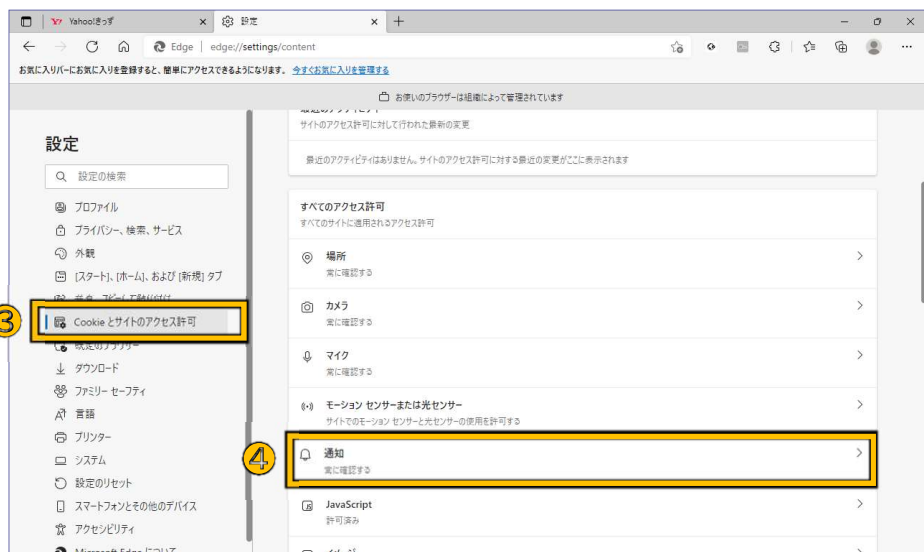 Yahoo!きっず
設定
Edge
edge://settings/content
お気に入りバーにお気に入りを登録すると、簡単にアクセスできるようになります。 今すぐお気に入りを管理する
お使いのブラウザーは組織によって管理されています
サイトのアクセス許可に対して行われた最新の変更
最近のアクティビティはありません。サイトのアクセス許可に対する最近の変更がここに表示されます
設定
設定の検索
プロファイル
プライバシー、検索、サービス
外観
[スタート]、[ホーム]、および [新規] タブ
③
Cookie とサイトのアクセス許可
既定のブラウザー
ダウンロード
ファミリー セーフティ
言語
プリンター
システム
設定のリセット
スマートフォンとその他のデバイス
アクセシビリティ
Microsoft Edge について
すべてのアクセス許可
すべてのサイトに適用されるアクセス許可
場所
常に確認する
カメラ
常に確認する
マイク
常に確認する
モーション センサーまたは光センサー
サイトでのモーション センサーと光センサーの使用を許可する
④
通知
常に確認する
JavaScript
許可済み